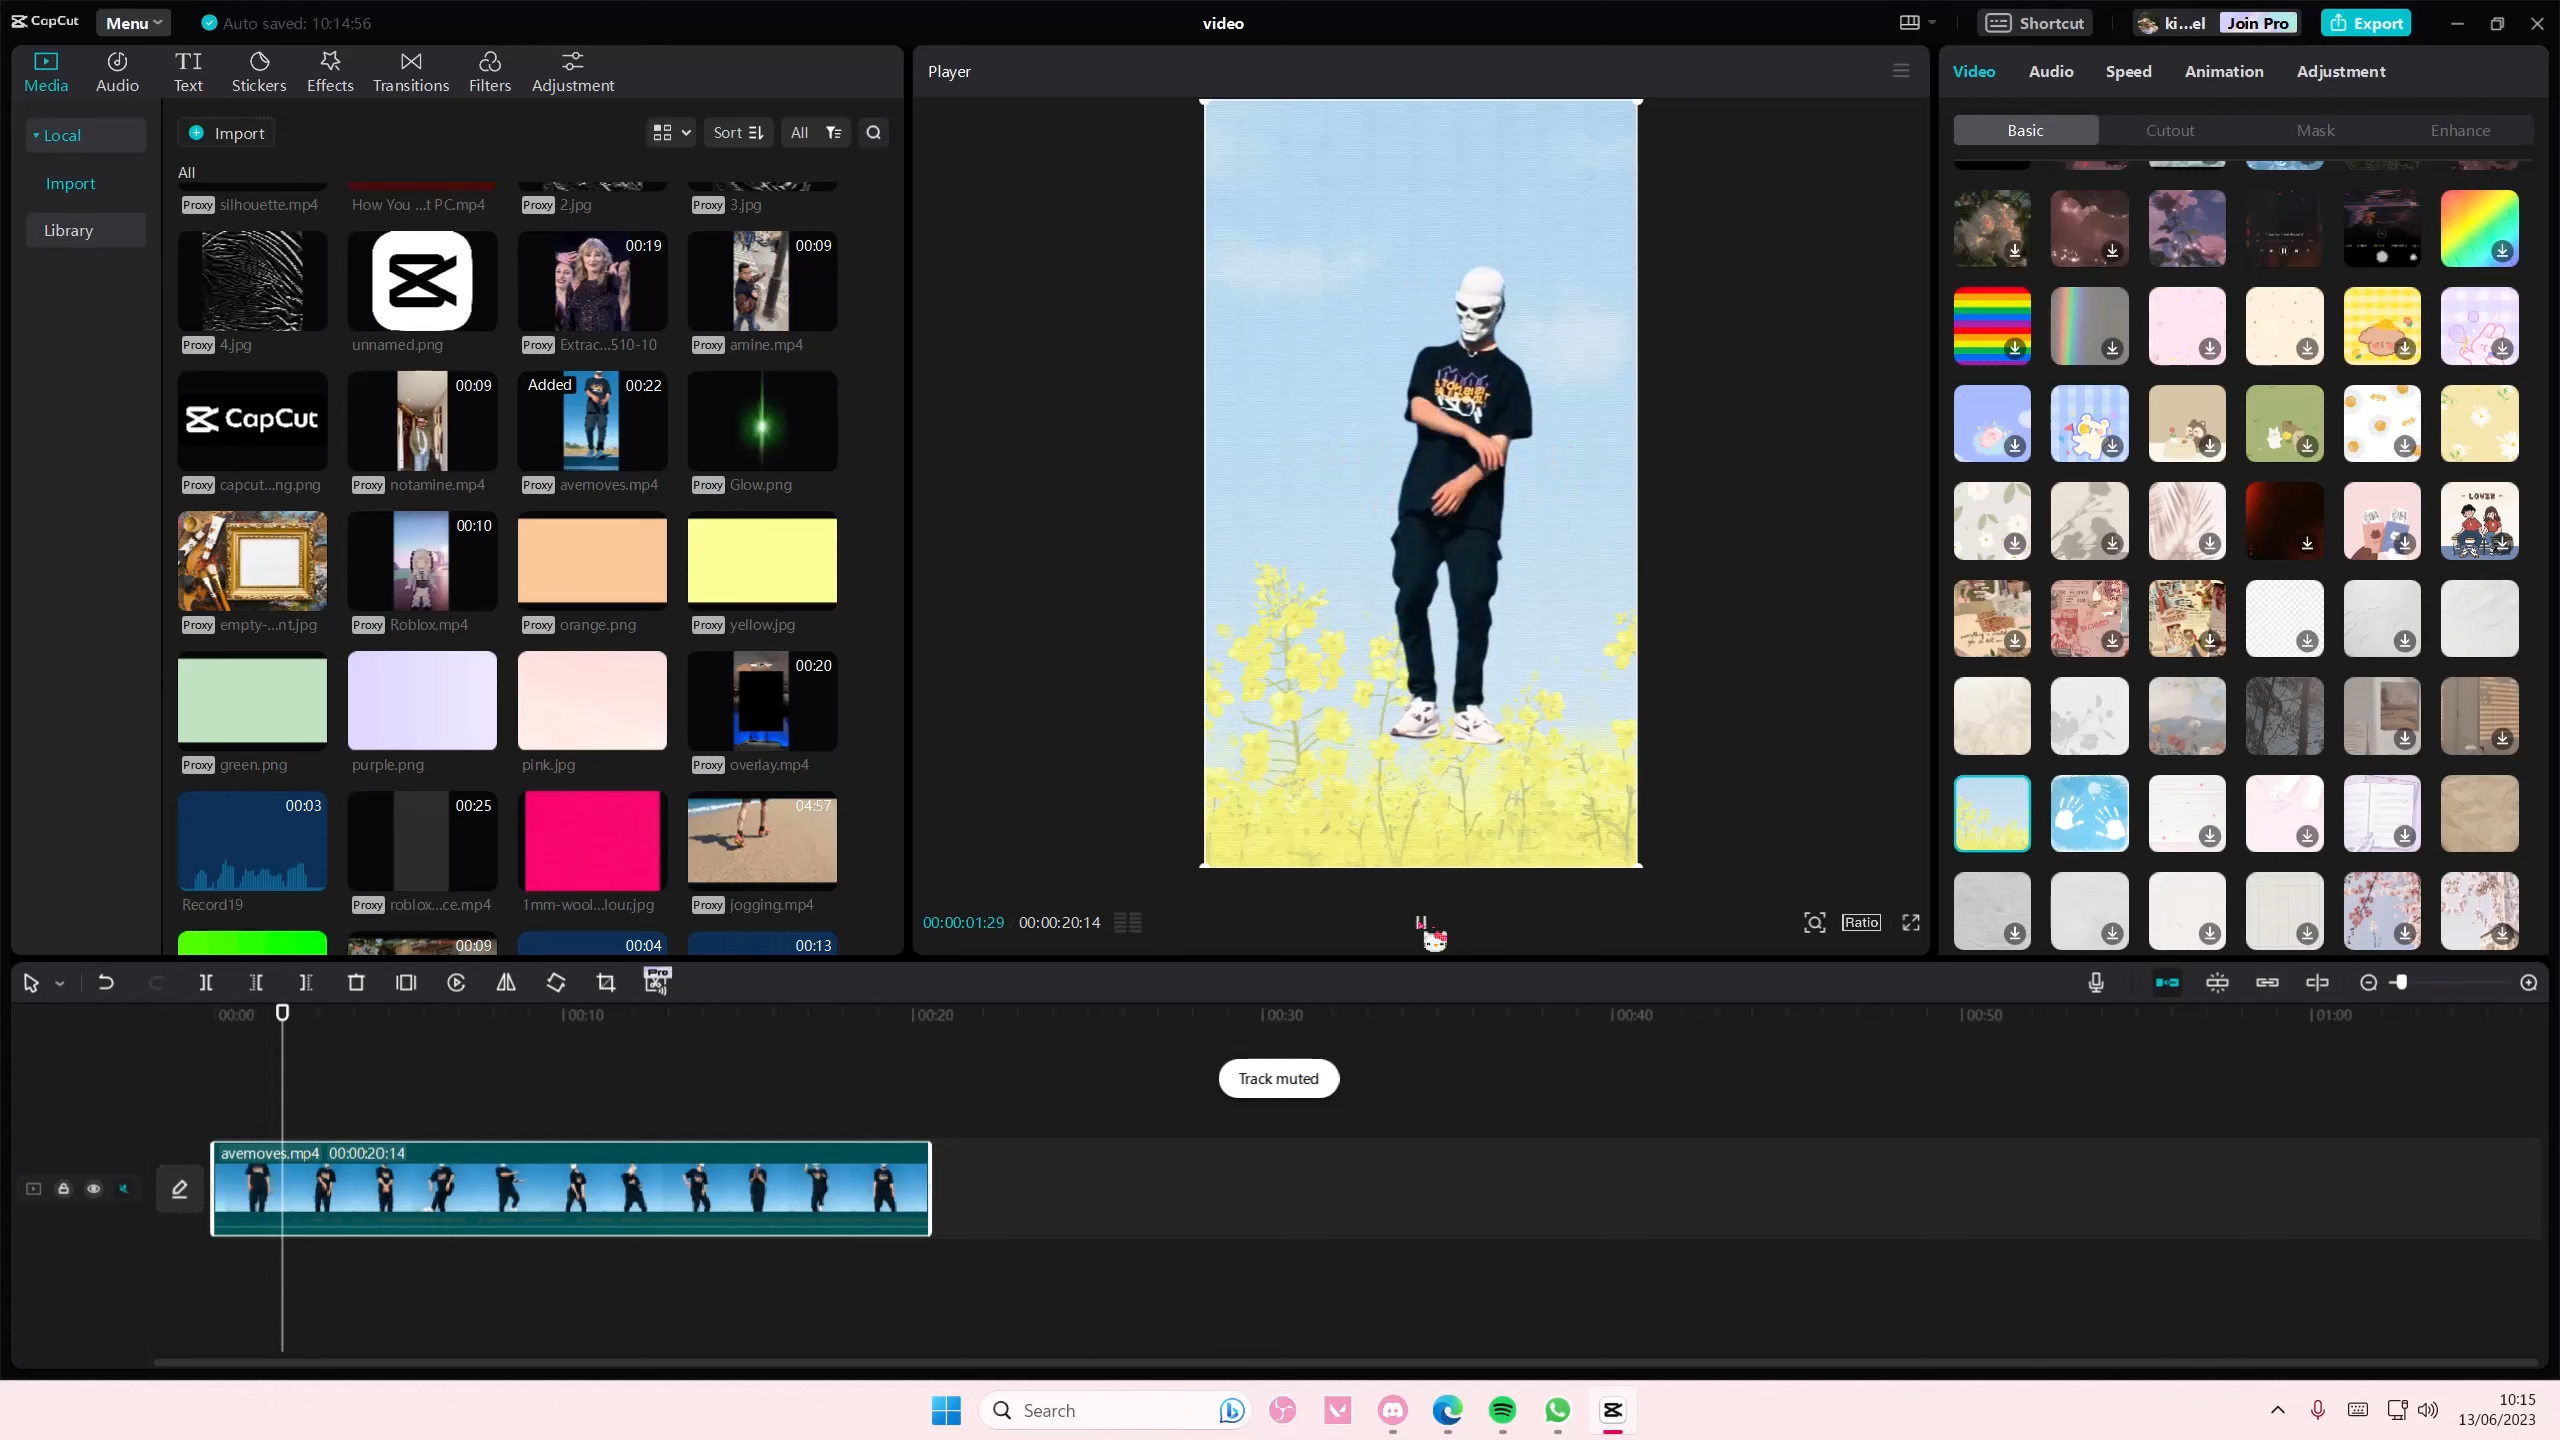 CapCut
Menu
Auto saved: 10:14:56
video
Shortcut
ki...el
Join Pro
Export
Media
Audio
Text
Stickers
Effects
Transitions
Filters
Adjustment
Player
Video
Audio
Speed
Animation
Adjustment
Local
Import
Library
Import
Sort
All
Basic
Cutout
Mask
Enhance
All
Proxy silhouette.mp4
How You ...t PC.mp4
Proxy 2.jpg
Proxy 3.jpg
00:19
00:09
Proxy 4.jpg
unnamed.png
Proxy Extrac...510-10
Proxy amine.mp4
CapCut
00:09
Added
00:22
Proxy capcut...ng.png
Proxy notamine.mp4
Proxy avemoves.mp4
Proxy Glow.png
00:10
Proxy empty-...nt.jpg
Proxy Roblox.mp4
Proxy orange.png
Proxy yellow.jpg
00:20
Proxy green.png
purple.png
pink.jpg
Proxy overlay.mp4
00:03
00:25
04:57
Record19
Proxy roblox...ce.mp4
1mm-wool...lour.jpg
Proxy jogging.mp4
00:09
00:04
00:13
LOVER
00:00:01:29
00:00:20:14
Ratio
Pro
00:00
00:10
00:20
00:30
00:40
00:50
01:00
Track muted
avemoves.mp4 00:00:20:14
Search
10:15
13/06/2023